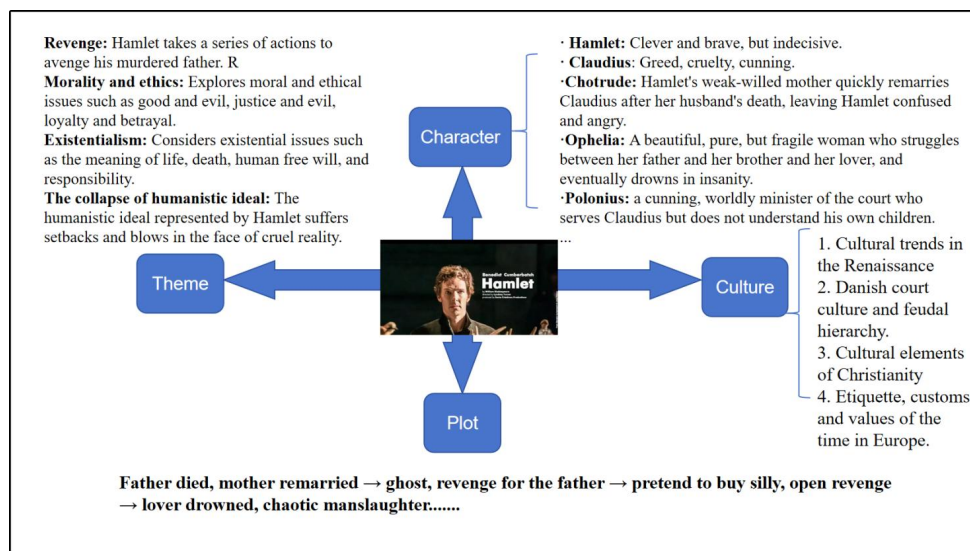 Revenge: Hamlet takes a series of actions to
avenge his murdered father. R
Morality and ethics: Explores moral and ethical
issues such as good and evil, justice and evil,
loyalty and betrayal.
Existentialism: Considers existential issues such
as the meaning of life, death, human free will, and
responsibility.
The collapse of humanistic ideal: The
humanistic ideal represented by Hamlet suffers
setbacks and blows in the face of cruel reality.
Character
· Hamlet: Clever and brave, but indecisive.
· Claudius: Greed, cruelty, cunning.
·Chotrude: Hamlet's weak-willed mother quickly remarries
Claudius after her husband's death, leaving Hamlet confused
and angry.
·Ophelia: A beautiful, pure, but fragile woman who struggles
between her father and her brother and her lover, and
eventually drowns in insanity.
·Polonius: a cunning, worldly minister of the court who
serves Claudius but does not understand his own children.
...
Theme
Benedict Cumberbatch
Hamlet
Culture
1. Cultural trends
in the Renaissance
2. Danish court
culture and feudal
hierarchy.
3. Cultural elements
of Christianity
4. Etiquette, customs
and values of the
time in Europe.
Plot
Father died, mother remarried → ghost, revenge for the father → pretend to buy silly, open revenge
→ lover drowned, chaotic manslaughter.......